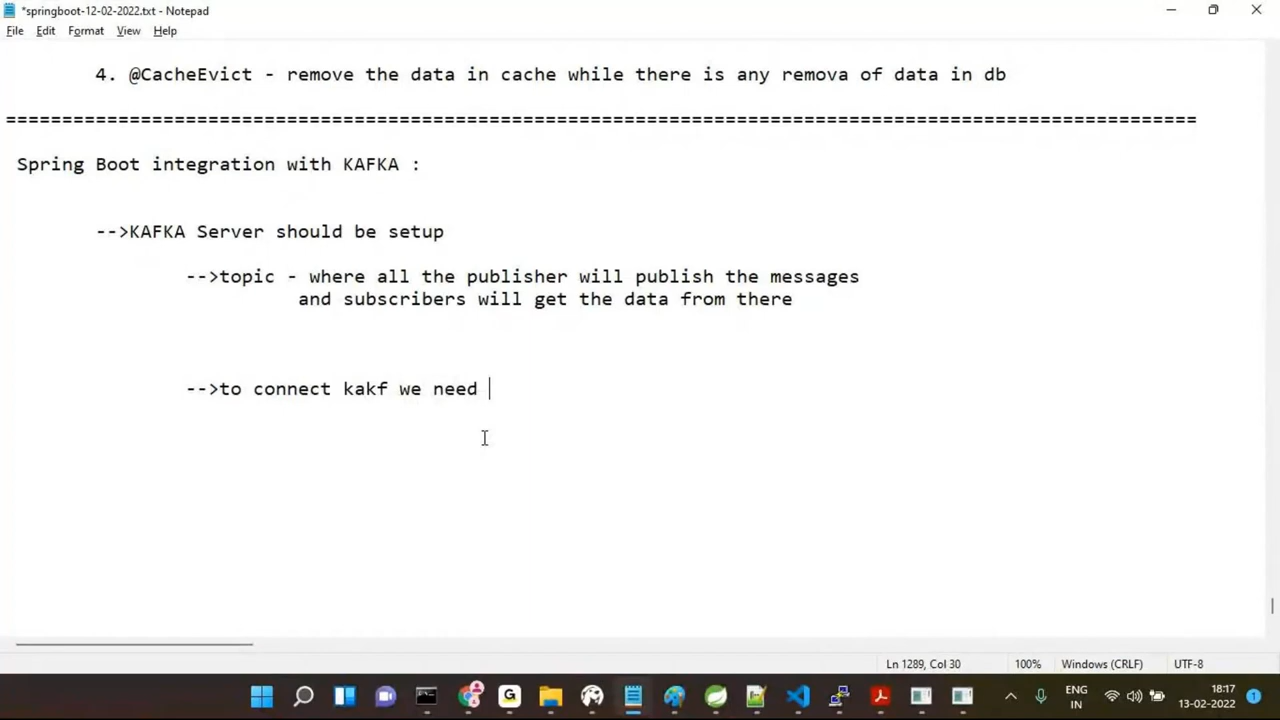 *springboot-12-02-2022.txt - Notepad
File Edit Format View Help
4. @CacheEvict - remove the data in cache while there is any remova of data in db
==========================================================================================================
Spring Boot integration with KAFKA :
-->KAFKA Server should be setup
-->topic - where all the publisher will publish the messages
and subscribers will get the data from there
-->to connect kakf we need
Ln 1289, Col 30 100% Windows (CRLF) UTF-8
ENG 18:17
IN 13-02-2022 1